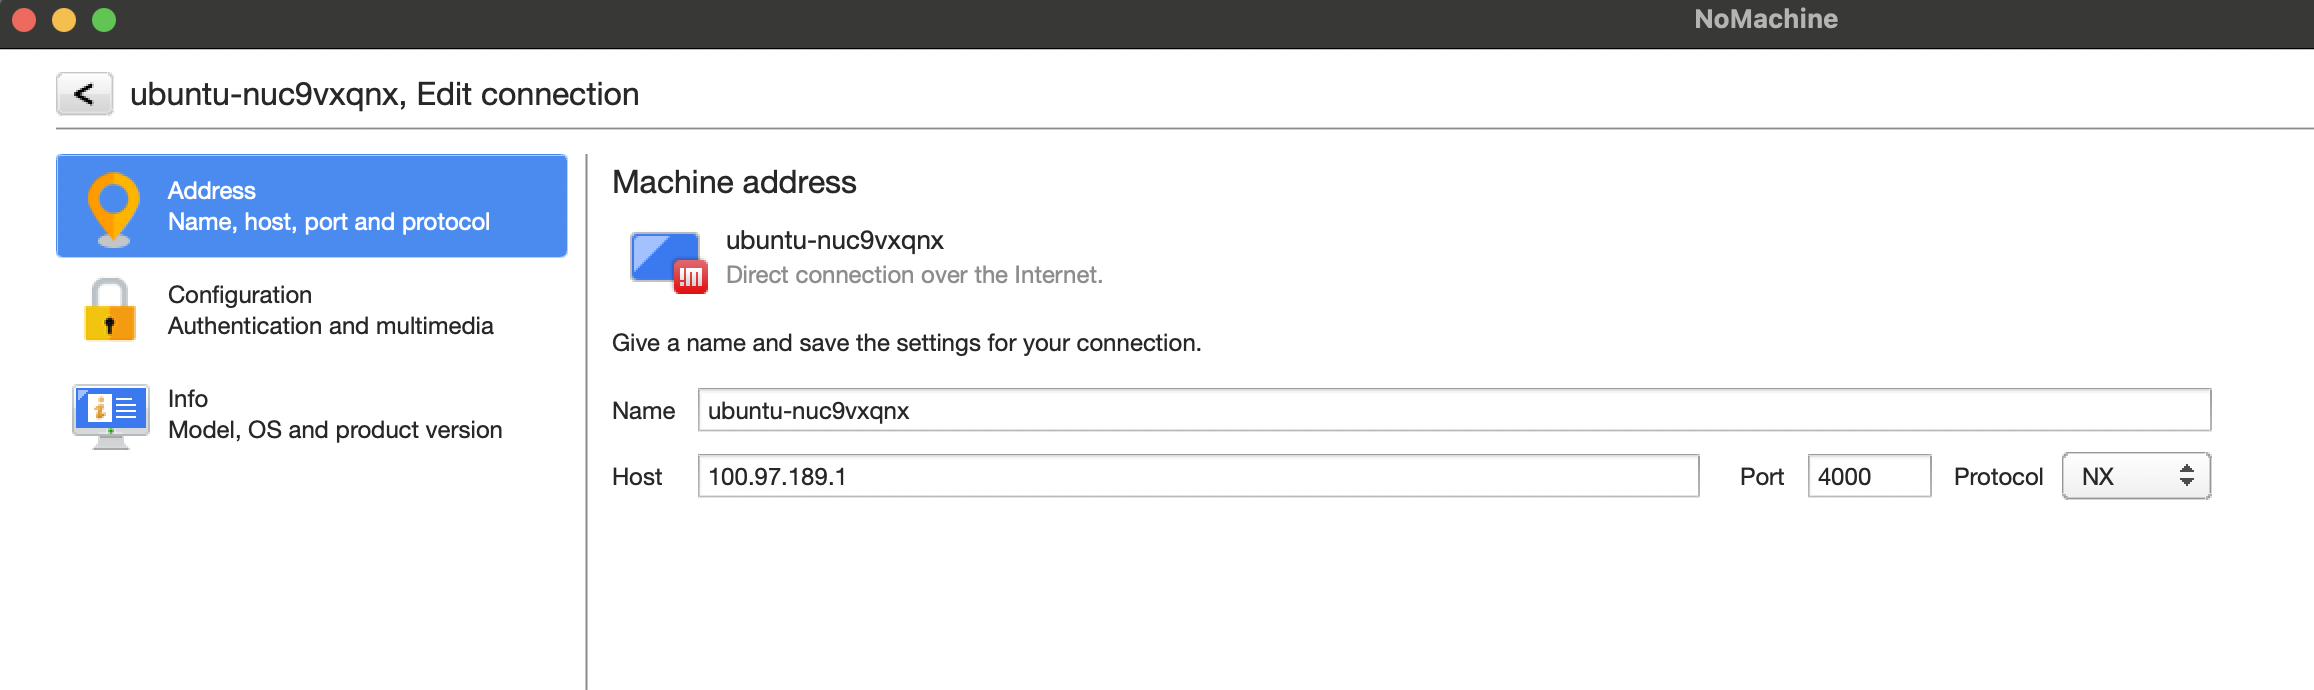 NoMachine
<
ubuntu-nuc9vxqnx, Edit connection
Address
Name, host, port and protocol
Configuration
Authentication and multimedia
Info
Model, OS and product version
Machine address
!M
ubuntu-nuc9vxqnx
Direct connection over the Internet.
Give a name and save the settings for your connection.
Name ubuntu-nuc9vxqnx
Host 100.97.189.1 Port 4000 Protocol NX